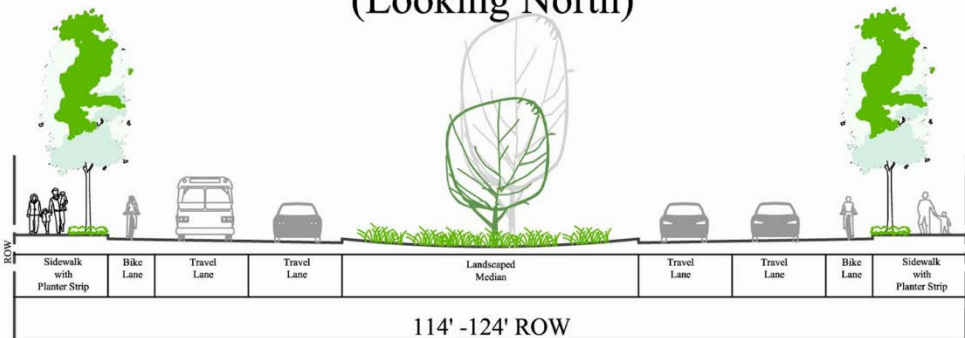 (Looking North)
ROW
Sidewalk
with
Planter Strip
Bike
Lane
Travel
Lane
Travel
Lane
Landscaped
Median
Travel
Lane
Travel
Lane
Bike
Lane
Sidewalk
with
Planter Strip
114' -124' ROW